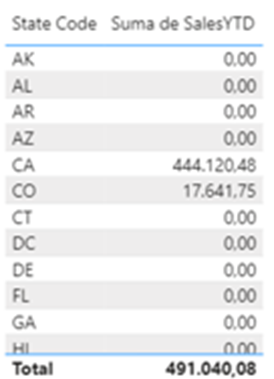 State Code Suma de SalesYTD
AK 0,00
AL 0,00
AR 0,00
AZ 0,00
CA 444.120,48
CO 17.641,75
CT 0,00
DC 0,00
DE 0,00
FL 0,00
GA 0,00
HI 0,00
Total 491.040,08